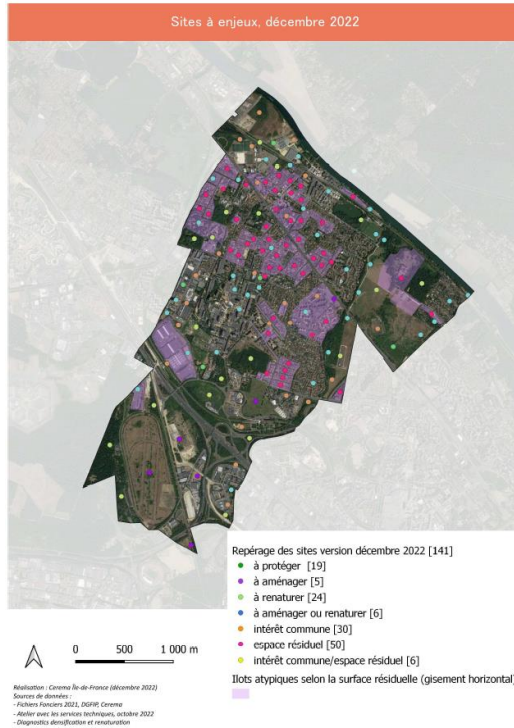 Sites à enjeux, décembre 2022
Repérage des sites version décembre 2022 [141]
à protéger [19]
à aménager [5]
à renaturer [24]
à aménager ou renaturer [6]
intérêt commune [30]
espace résiduel [50]
intérêt commune/espace résiduel [6]
Ilots atypiques selon la surface résiduelle (gisement horizontal)
0 500 1 000 m
Réalisation : Cerema Île-de-France (décembre 2022)
Sources de données :
- Fichiers Fonciers 2021, DGFIP, Cerema
- Atelier avec les services techniques, octobre 2022
- Diagnostics densification et renaturation